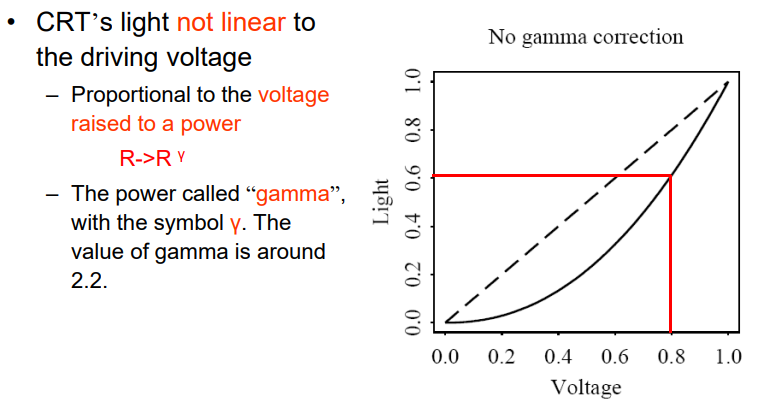 • CRT’s light not linear to
the driving voltage
– Proportional to the voltage
raised to a power
R->R γ
– The power called “gamma”,
with the symbol γ. The
value of gamma is around
2.2.
No gamma correction
Light
1.0
0.8
0.6
0.4
0.2
0.0
0.0 0.2 0.4 0.6 0.8 1.0
Voltage